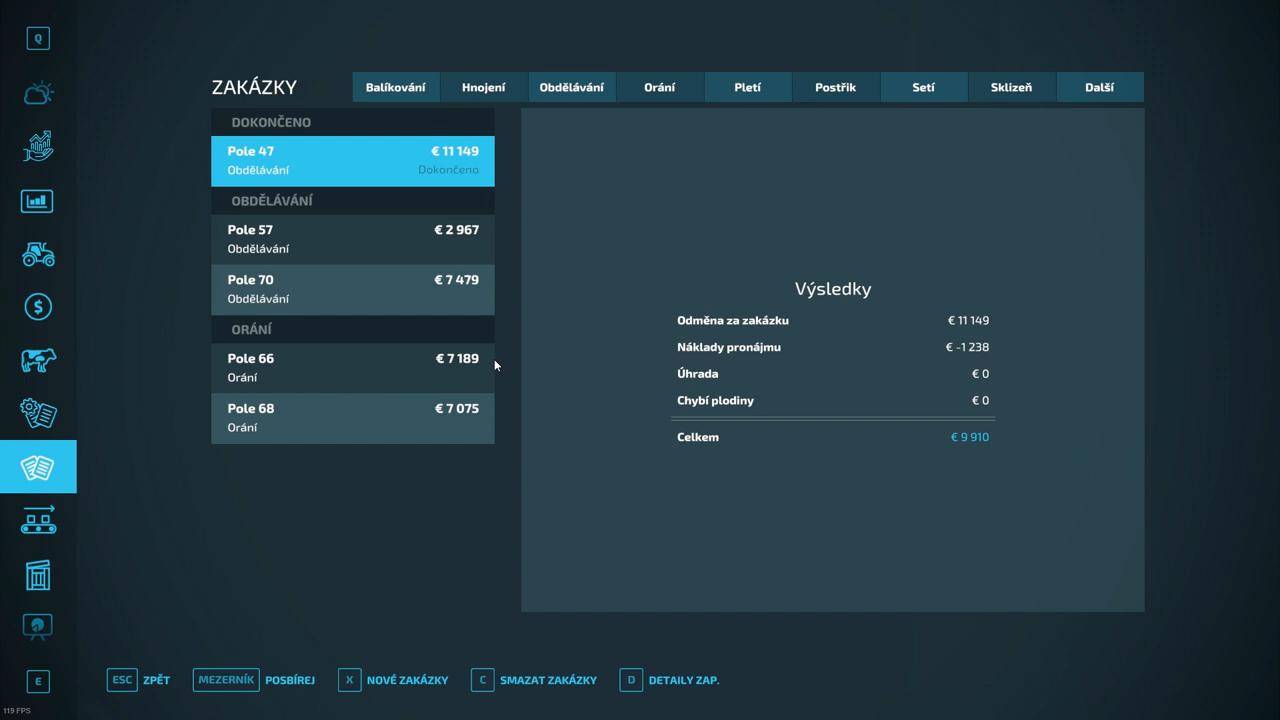 Q
ZAKÁZKY
Balíkování Hnojení Obdělávání Orání Pletí Postřik Setí Sklizeň Další
DOKONČENO
Pole 47 € 11 149
Obdělávání Dokončeno
OBDĚLÁVÁNÍ
Pole 57 € 2 967
Obdělávání
Pole 70 € 7 479
Obdělávání
ORÁNÍ
Pole 66 € 7 189
Orání
Pole 68 € 7 075
Orání
Výsledky
Odměna za zakázku € 11 149
Náklady pronájmu € -1 238
Úhrada € 0
Chybí plodiny € 0
Celkem € 9 910
E
ESC ZPĚT MEZERNÍK POSBÍREJ X NOVÉ ZAKÁZKY C SMAZAT ZAKÁZKY D DETAILY ZAP.
119 FPS